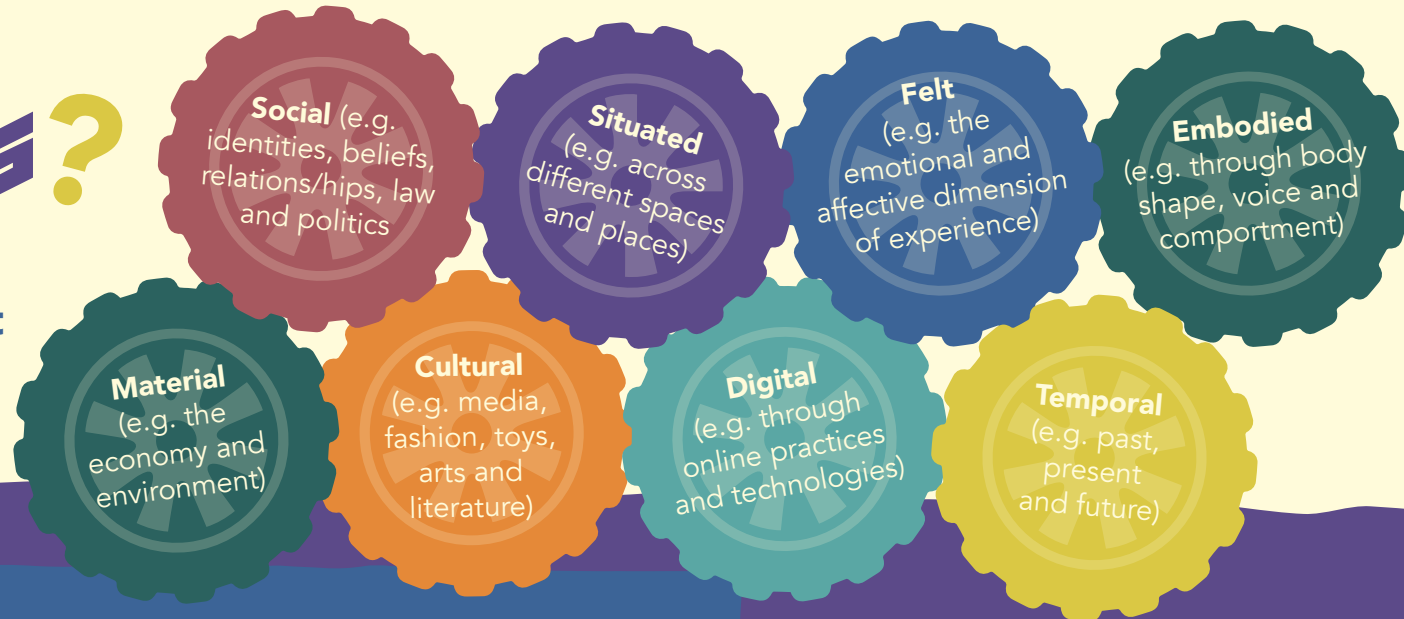 ?
Social (e.g.
identities, beliefs,
relations/hips, law
and politics
Situated
(e.g. across
different spaces
and places)
Felt
(e.g. the
emotional and
affective dimension
of experience)
Embodied
(e.g. through body
shape, voice and
comportment)
Material
(e.g. the
economy and
environment)
Cultural
(e.g. media,
fashion, toys,
arts and
literature)
Digital
(e.g. through
online practices
and technologies)
Temporal
(e.g. past,
present
and future)